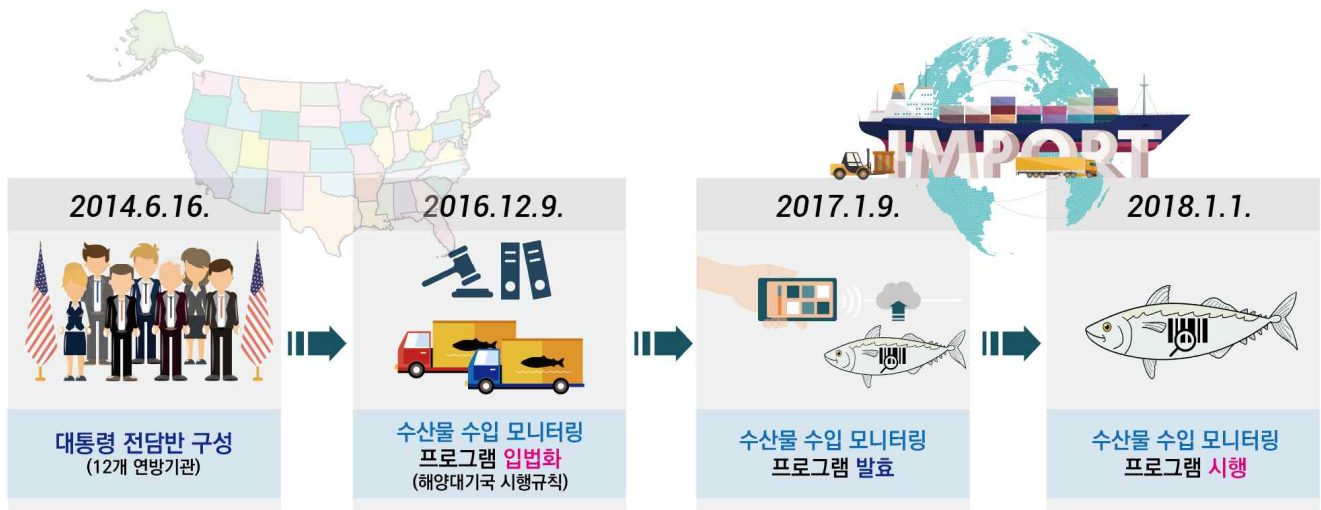 IMPORT
2014.6.16.
대통령 전담반 구성
(12개 연방기관)
2016.12.9.
수산물 수입 모니터링
프로그램 입법화
(해양대기국 시행규칙)
2017.1.9.
수산물 수입 모니터링
프로그램 발효
2018.1.1.
수산물 수입 모니터링
프로그램 시행